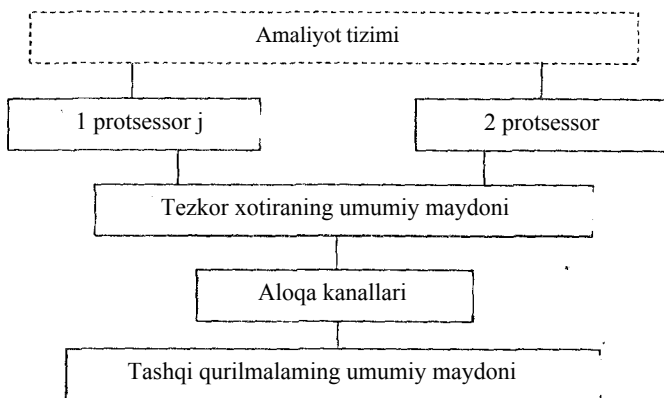 Amaliyot tizimi
1 protsessor j
2 protsessor
Tezkor xotiraning umumiy maydoni
Aloqa kanallari
Tashqi qurilmalaming umumiy maydoni